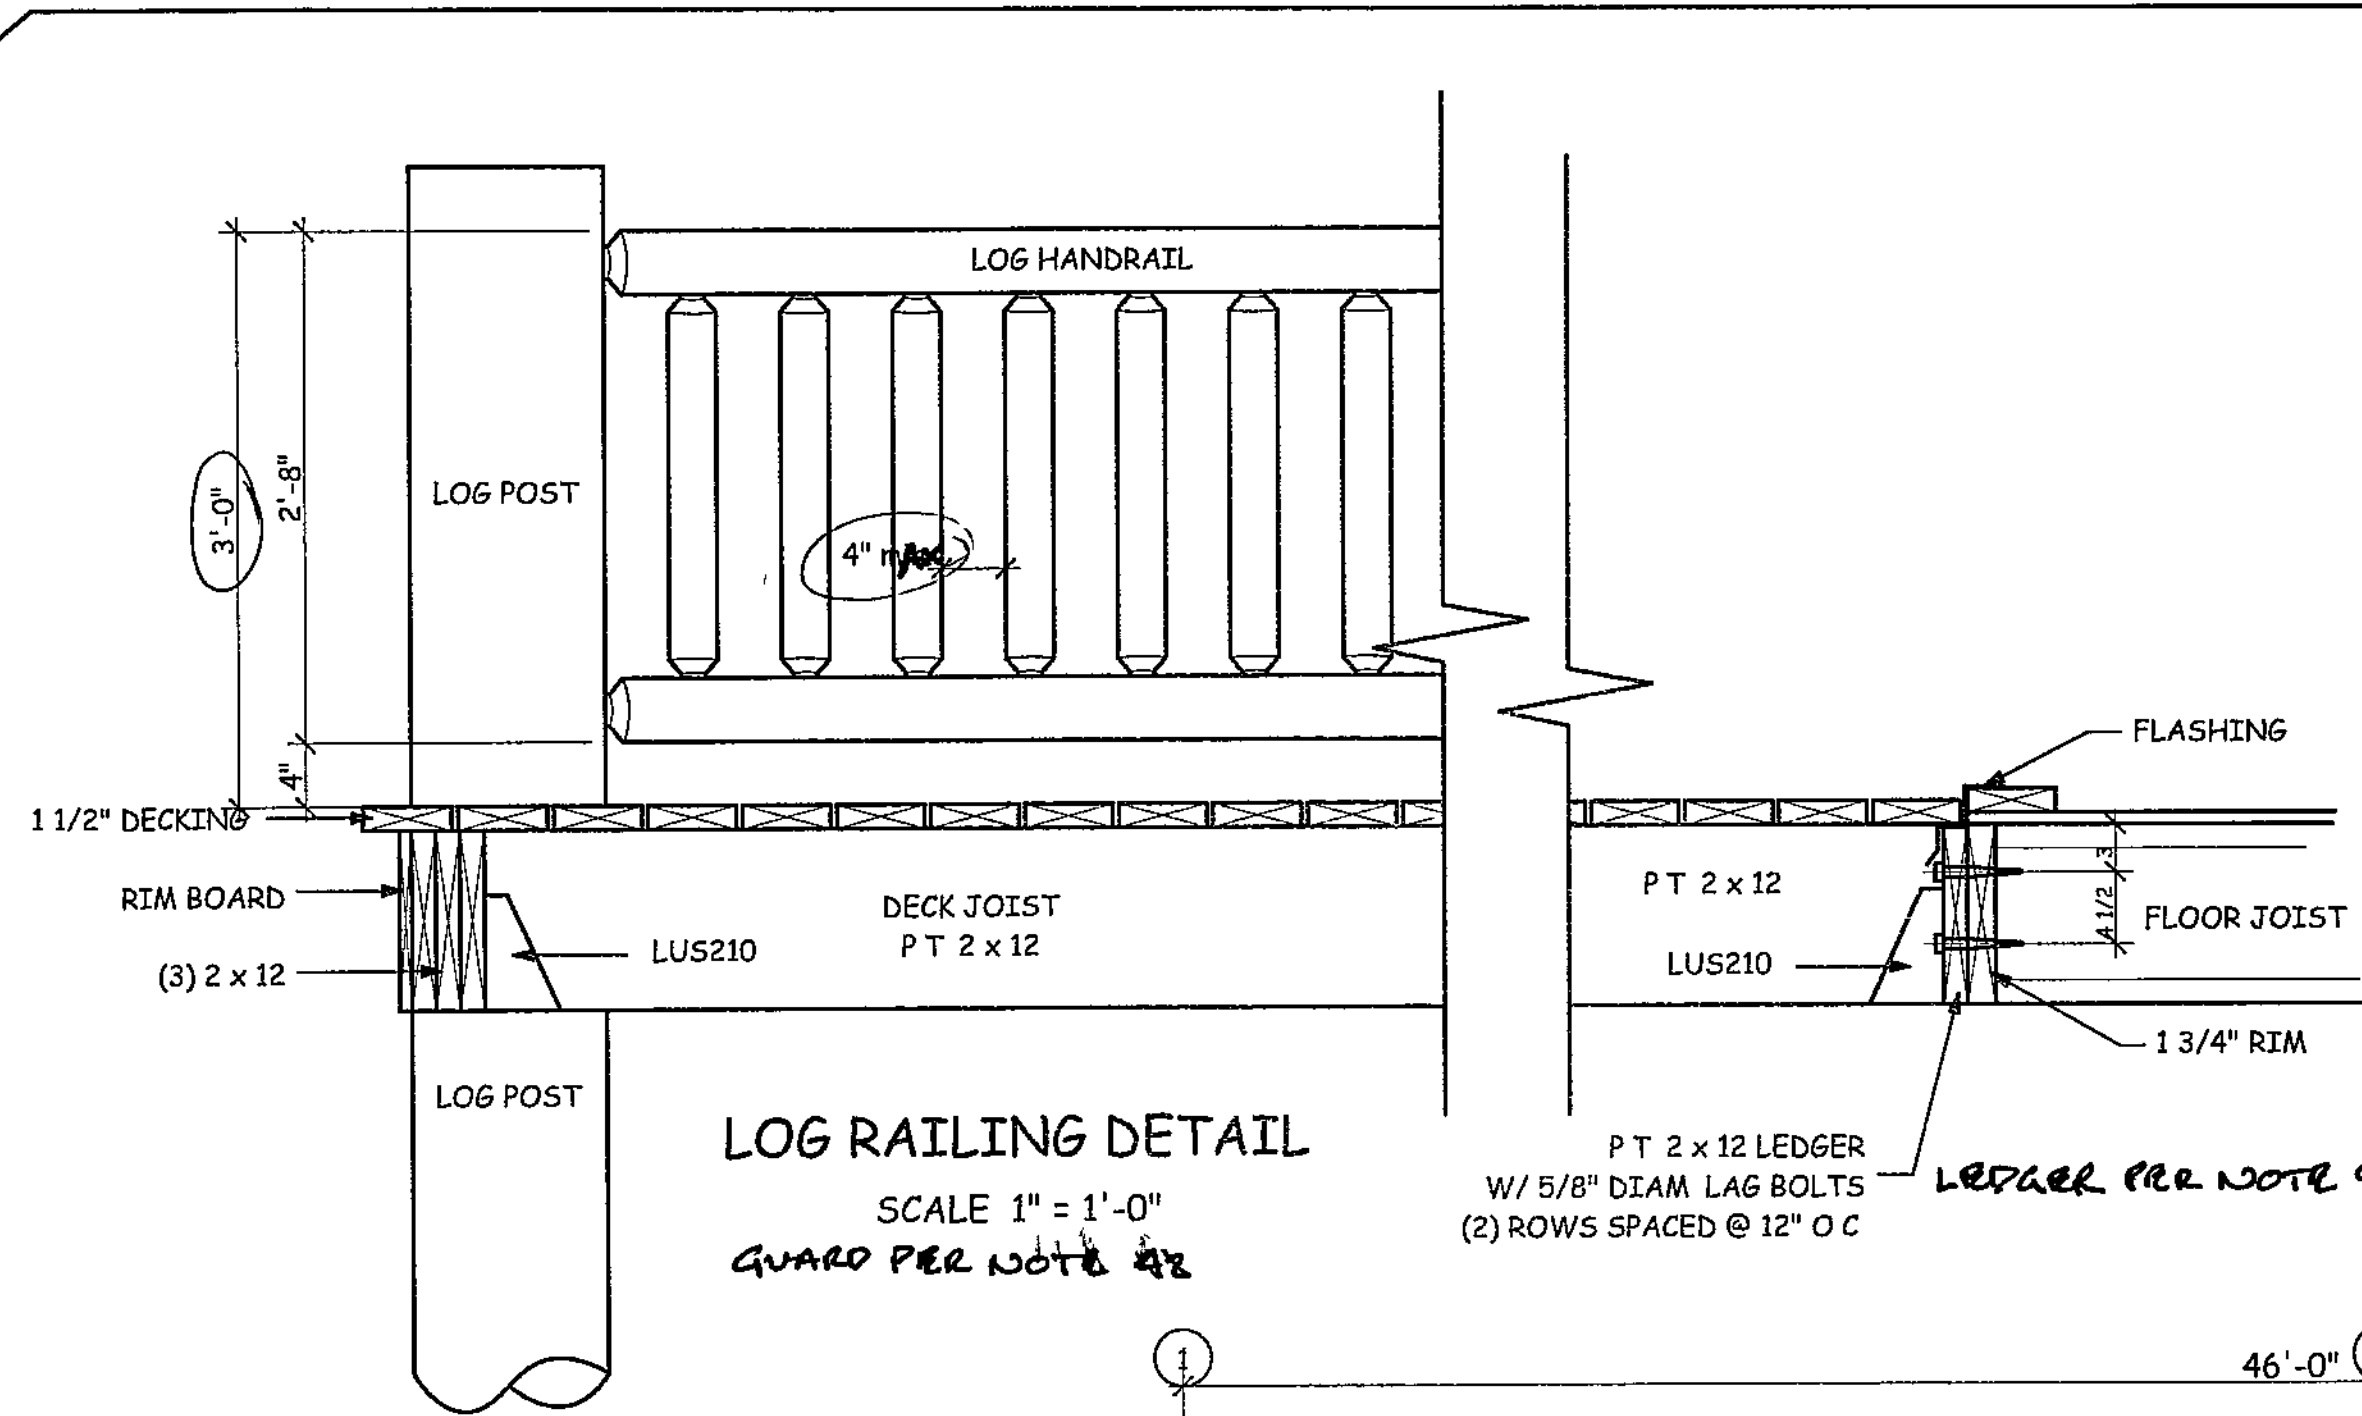 LOG HANDRAIL
3'-0"
2'-8"
LOG POST
4"
4"
FLASHING
1 1/2" DECKING
RIM BOARD
(3) 2 x 12
LUS210
DECK JOIST
P T 2 x 12
P T 2 x 12
LUS210
3
4 1/2
FLOOR JOIST
1 3/4" RIM
LOG POST
LOG RAILING DETAIL
SCALE 1" = 1'-0"
GUARD PER NOTE
P T 2 x 12 LEDGER
W/ 5/8" DIAM LAG BOLTS
(2) ROWS SPACED @ 12" O C
LEDGER PER NOTE
1
46'-0"